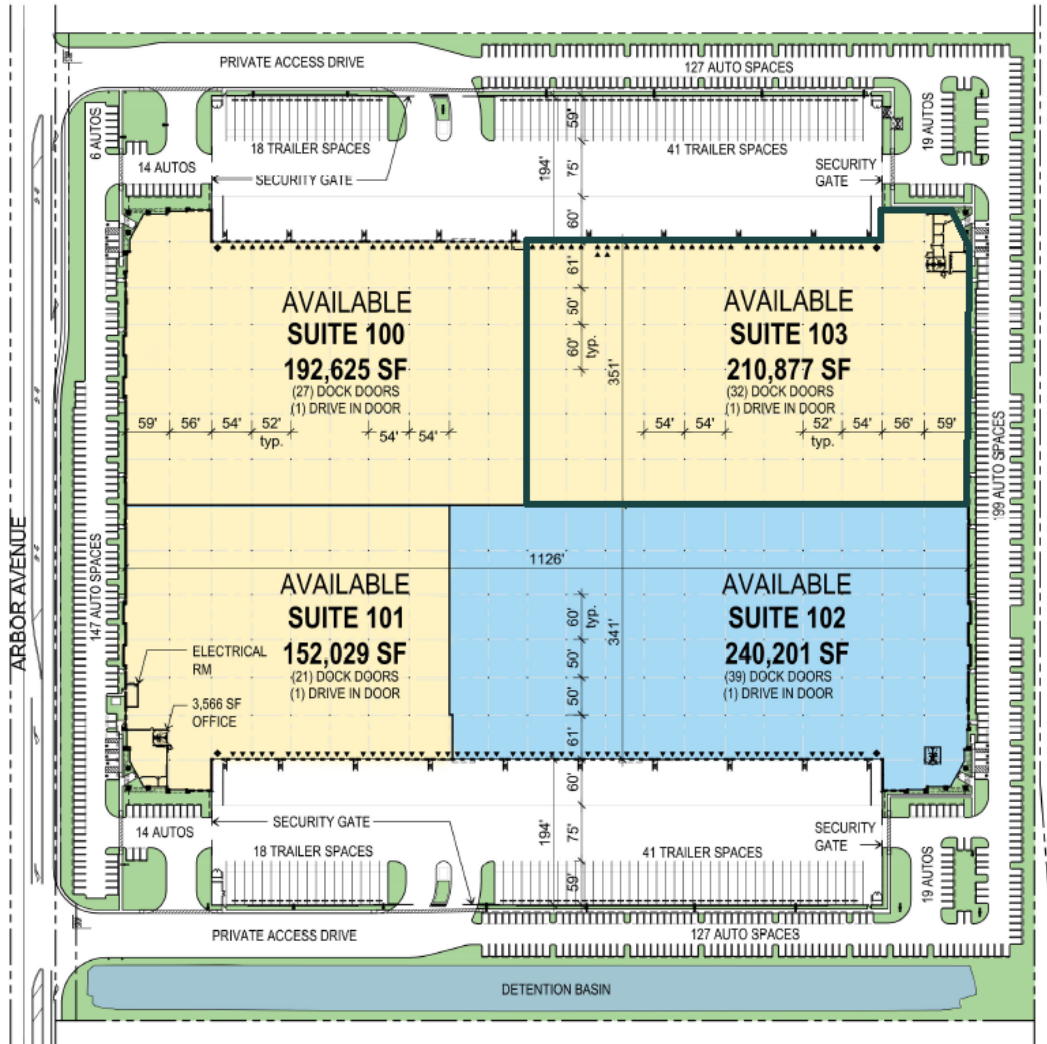 PRIVATE ACCESS DRIVE
127 AUTO SPACES
6 AUTOS
19 AUTOS
14 AUTOS
18 TRAILER SPACES
59'
41 TRAILER SPACES
SECURITY GATE
194'
75'
SECURITY
GATE
60'
AVAILABLE
SUITE 100
192,625 SF
(27) DOCK DOORS
(1) DRIVE IN DOOR
61'
50'
60'
typ.
351'
AVAILABLE
SUITE 103
210,877 SF
(32) DOCK DOORS
(1) DRIVE IN DOOR
59'
56'
54'
52'
typ.
54'
54'
54'
54'
52'
typ.
54'
56'
59'
199 AUTO SPACES
ARBOR AVENUE
147 AUTO SPACES
1126'
AVAILABLE
SUITE 101
152,029 SF
(21) DOCK DOORS
(1) DRIVE IN DOOR
ELECTRICAL
RM
3,566 SF
OFFICE
60'
typ.
50'
50'
61'
341'
AVAILABLE
SUITE 102
240,201 SF
(39) DOCK DOORS
(1) DRIVE IN DOOR
60'
14 AUTOS
SECURITY GATE
18 TRAILER SPACES
194'
75'
59'
41 TRAILER SPACES
SECURITY
GATE
19 AUTOS
PRIVATE ACCESS DRIVE
127 AUTO SPACES
DETENTION BASIN